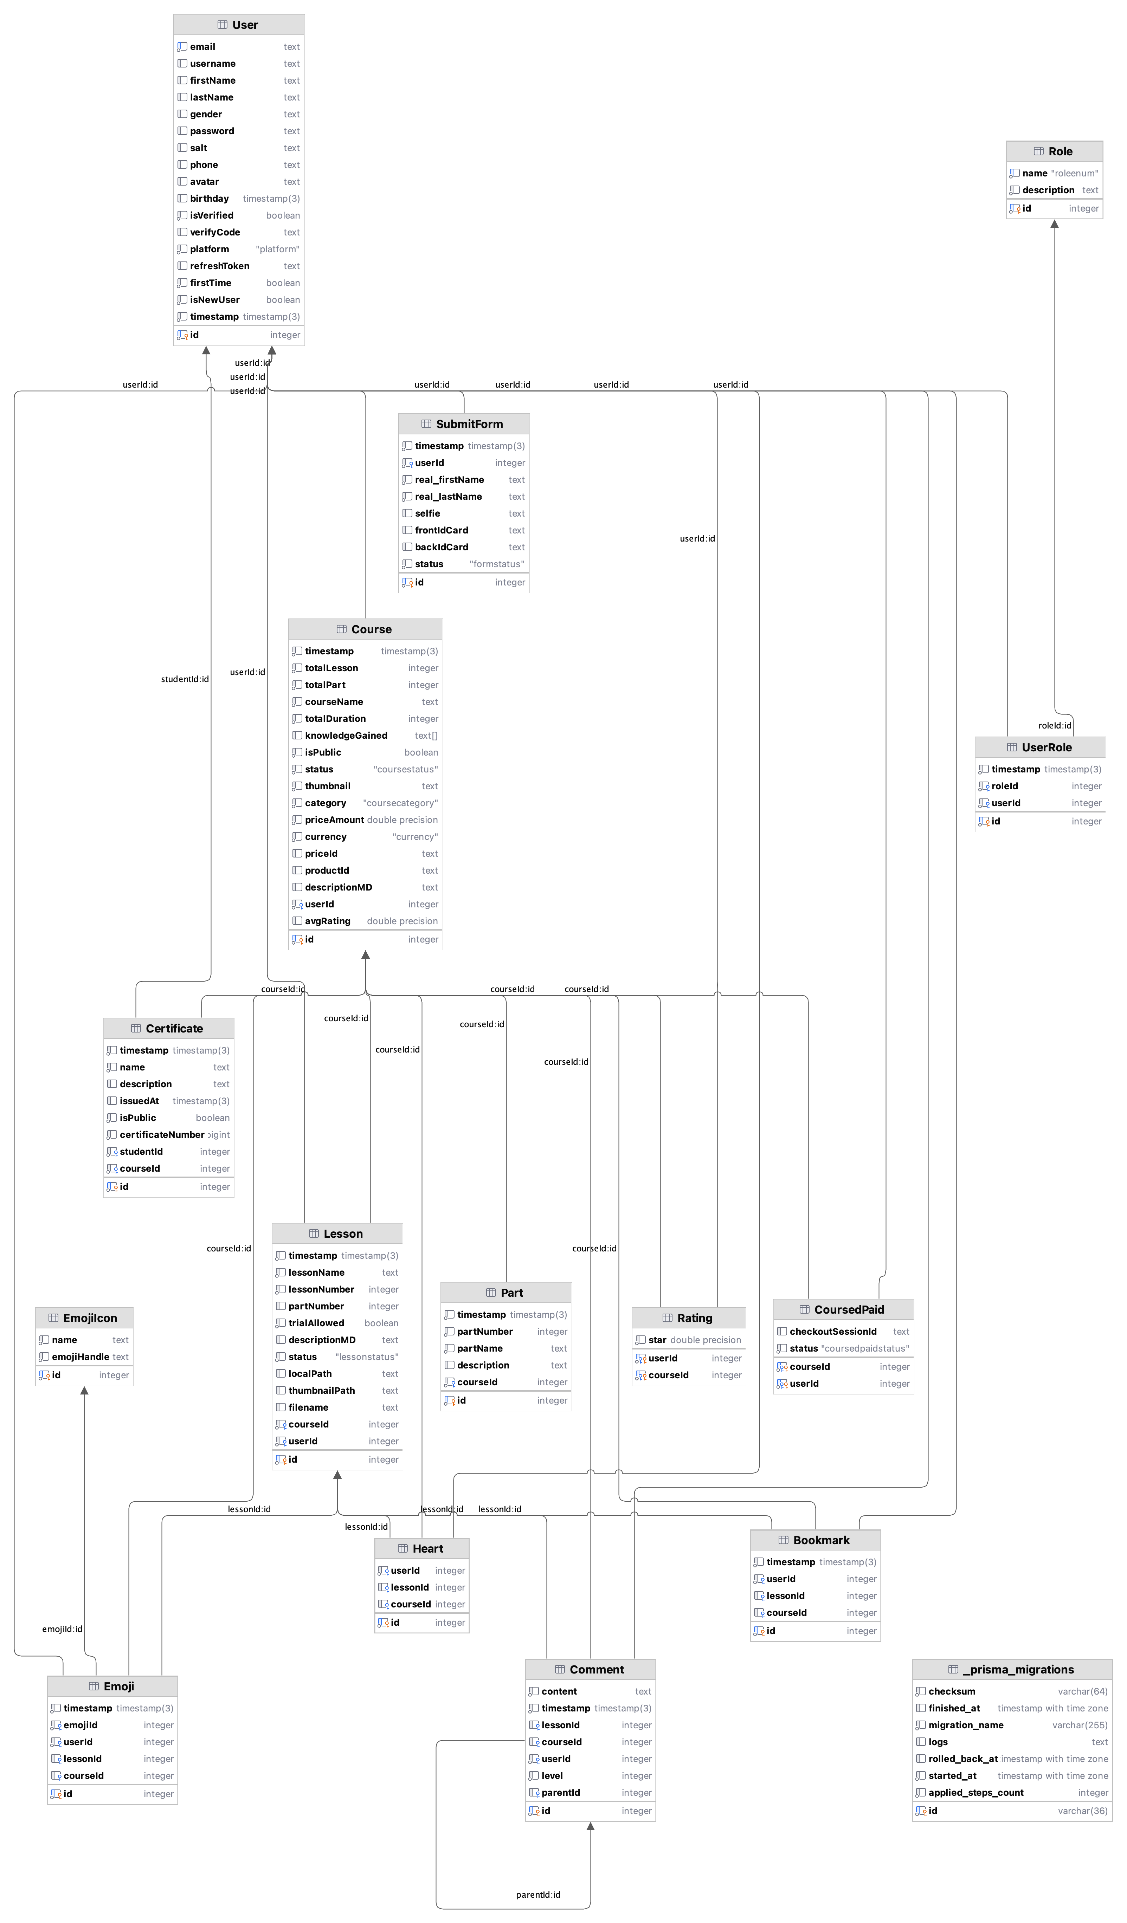 User
email text
username text
firstName text
lastName text
gender text
password text
salt text
phone text
avatar text
birthday timestamp(3)
isVerified boolean
verifyCode text
platform "platform"
refreshToken text
firstTime boolean
isNewUser boolean
timestamp timestamp(3)
id integer
Role
name "roleenum"
description text
id integer
userId:id
userId:id
userId:id
userId:id
userId:id
userId:id
userId:id
userId:id
SubmitForm
timestamp timestamp(3)
userId integer
real_firstName text
real_lastName text
selfie text
frontIdCard text
backIdCard text
status "formstatus"
id integer
userId:id
Course
timestamp timestamp(3)
totalLesson integer
totalPart integer
courseName text
totalDuration integer
knowledgeGained text[]
isPublic boolean
status "coursestatus"
thumbnail text
category "coursecategory"
priceAmount double precision
currency "currency"
priceId text
productId text
descriptionMD text
userId integer
avgRating double precision
id integer
studentId:id
userId:id
roleId:id
UserRole
timestamp timestamp(3)
roleId integer
userId integer
id integer
courseId:id
courseId:id
courseId:id
courseId:id
courseId:id
courseId:id
courseId:id
Certificate
timestamp timestamp(3)
name text
description text
issuedAt timestamp(3)
isPublic boolean
certificateNumber bigint
studentId integer
courseId integer
id integer
courseId:id
courseId:id
Lesson
timestamp timestamp(3)
lessonName text
lessonNumber integer
partNumber integer
trialAllowed boolean
descriptionMD text
status "lessonstatus"
localPath text
thumbnailPath text
filename text
courseId integer
userId integer
id integer
Part
timestamp timestamp(3)
partNumber integer
partName text
description text
courseId integer
id integer
EmojiIcon
name text
emojiHandle text
id integer
Rating
star double precision
userId integer
courseId integer
CoursedPaid
checkoutSessionId text
status "coursedpaidstatus"
courseId integer
userId integer
lessonId:id
lessonId:id
lessonId:id
lessonId:id
Heart
userId integer
lessonId integer
courseId integer
id integer
Bookmark
timestamp timestamp(3)
userId integer
lessonId integer
courseId integer
id integer
emojiId:id
Emoji
timestamp timestamp(3)
emojiId integer
userId integer
lessonId integer
courseId integer
id integer
Comment
content text
timestamp timestamp(3)
lessonId integer
courseId integer
userId integer
level integer
parentId integer
id integer
_prisma_migrations
checksum varchar(64)
finished_at timestamp with time zone
migration_name varchar(255)
logs text
rolled_back_at imestamp with time zone
started_at timestamp with time zone
applied_steps_count integer
id varchar(36)
parentId:id